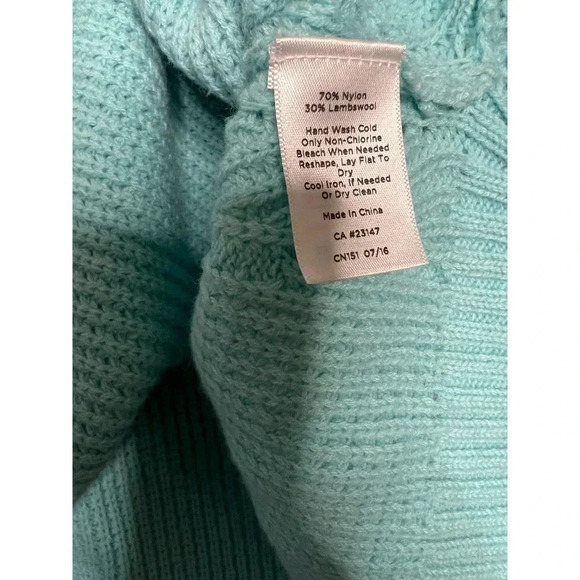 70% Nylon
30% Lambswool
Hand Wash Cold
Only Non-Chlorine
Bleach When Needed
Reshape, Lay Flat To
Dry
Cool Iron, If Needed
Or Dry Clean
Made in China
CA #23147
CN151 07/16